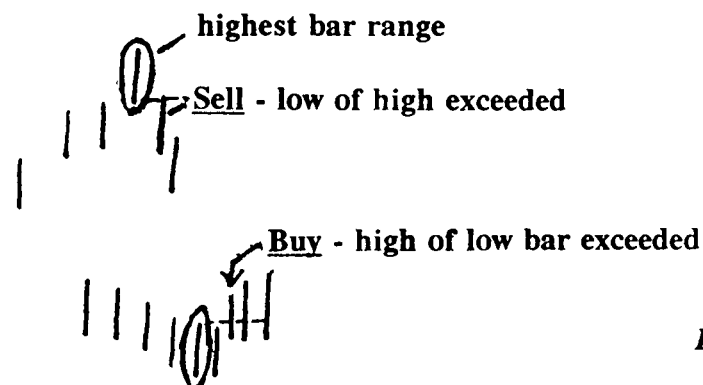 highest bar range
Sell - low of high exceeded
Buy - high of low bar exceeded